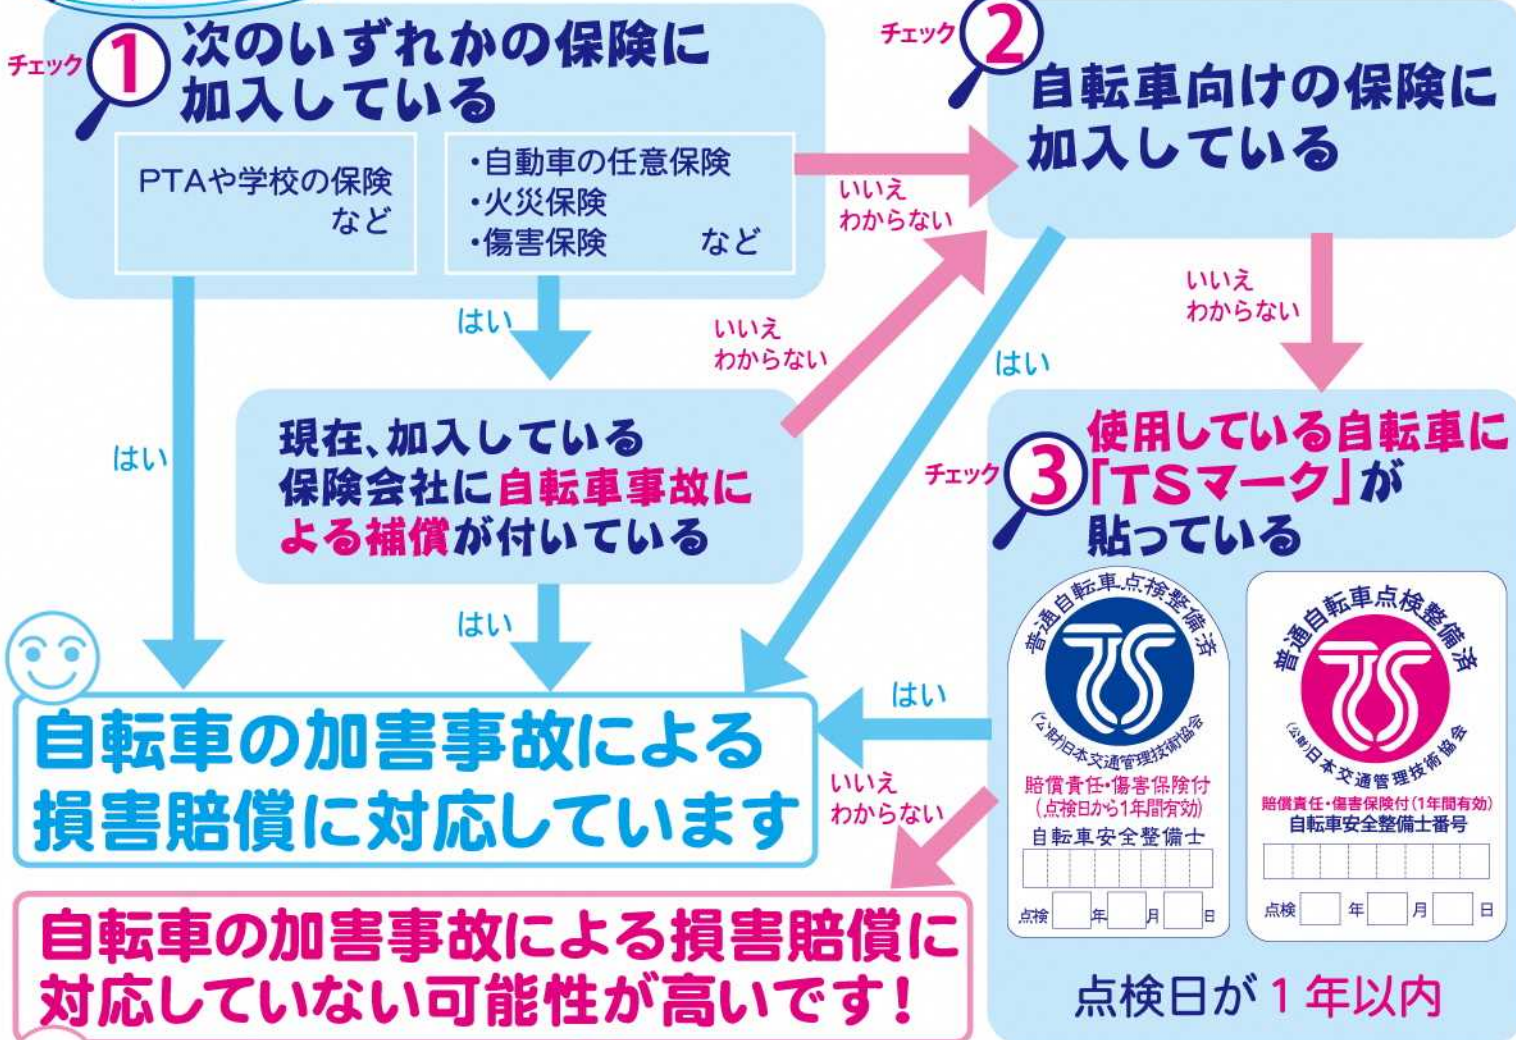 チェック
1
次のいずれかの保険に
加入している
PTAや学校の保険
など
・自動車の任意保険
・火災保険
・傷害保険 など
いいえ
わからない
チェック
2
自転車向けの保険に
加入している
はい
はい
いいえ
わからない
はい
いいえ
わからない
現在、加入している
保険会社に自転車事故に
よる補償が付いている
はい
チェック
3
使用している自転車に
「TSマーク」が
貼っている
普通自転車点検整備済
TS
(公財)日本交通管理技術協会
賠償責任・傷害保険付
(点検日から1年間有効)
自転車安全整備士
点検 年 月 日
普通自転車点検整備済
TS
(公財)日本交通管理技術協会
賠償責任・傷害保険付(1年間有効)
自転車安全整備士番号
点検 年 月 日
点検日が1年以内
はい
いいえ
わからない
自転車の加害事故による
損害賠償に対応しています
自転車の加害事故による損害賠償に
対応していない可能性が高いです!